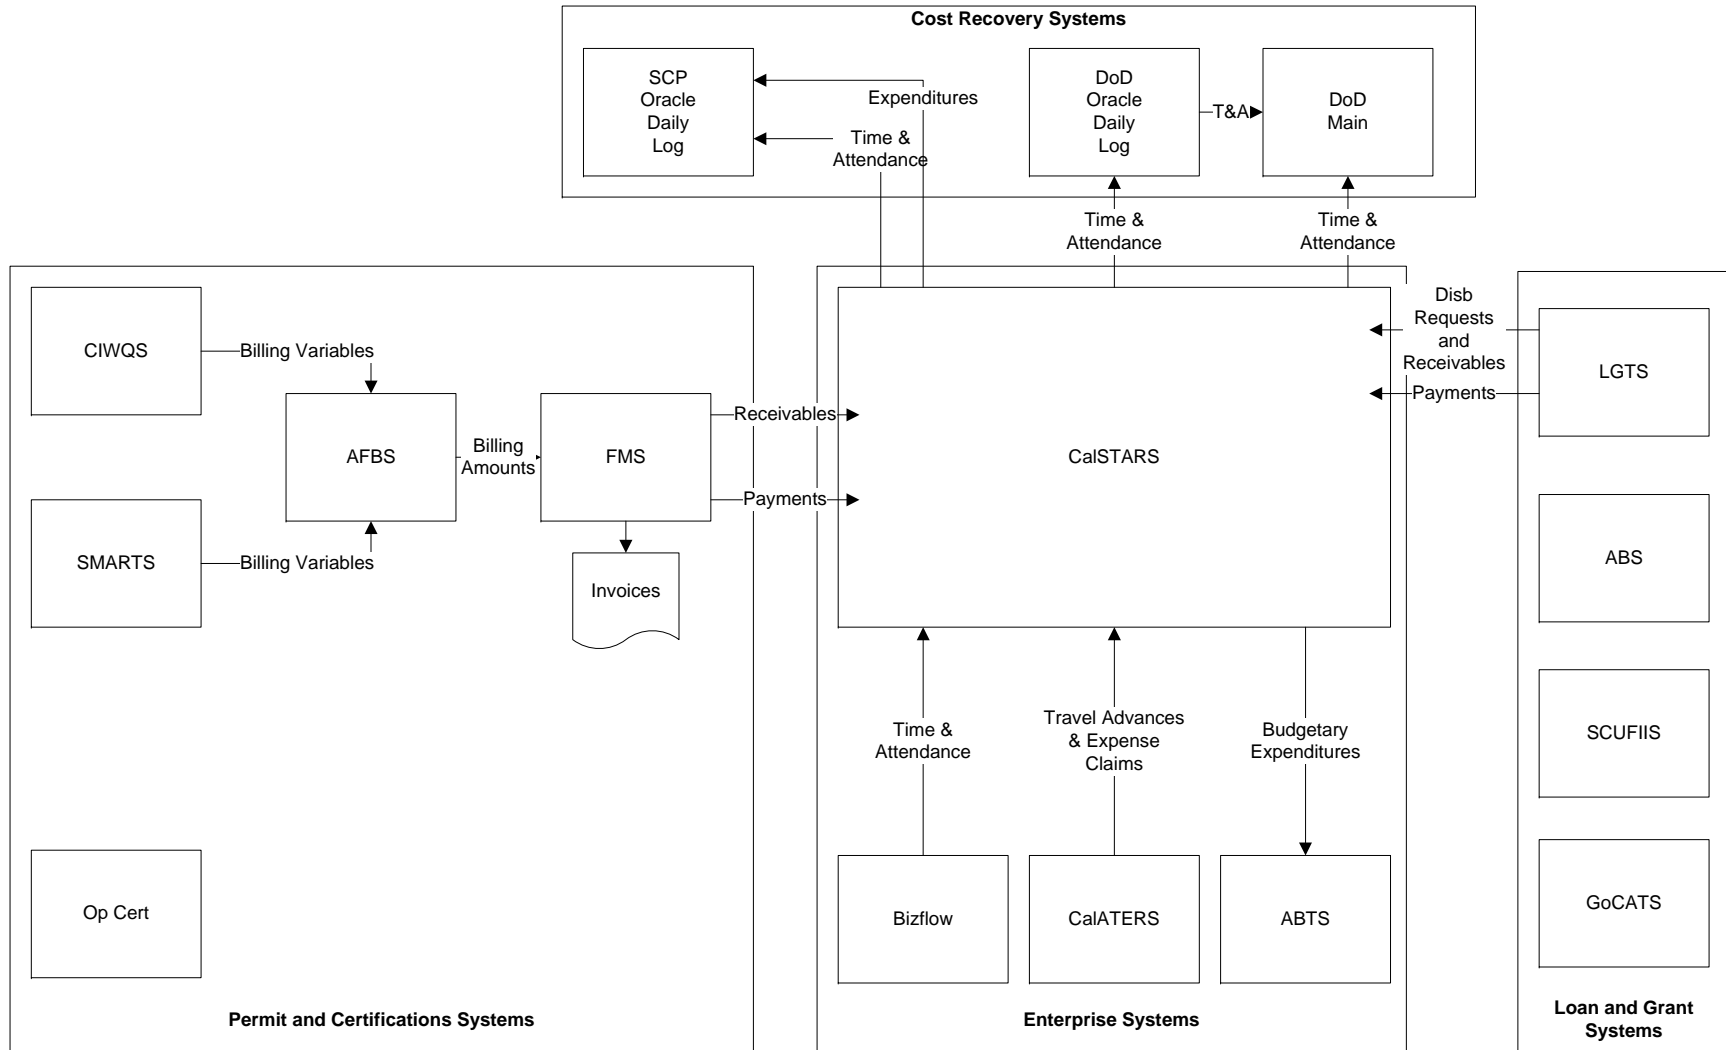 Cost Recovery Systems
SCP
Oracle
Daily
Log
Expenditures
Time &
Attendance
DoD
Oracle
Daily
Log
T&A
DoD
Main
Time &
Attendance
Time &
Attendance
CIWQS
Billing Variables
AFBS
Billing
Amounts
FMS
Receivables
Payments
SMARTS
Billing Variables
Invoices
Op Cert
Permit and Certifications Systems
CalSTARS
Time &
Attendance
Travel Advances
& Expense
Claims
Budgetary
Expenditures
Bizflow
CalATERS
ABTS
Enterprise Systems
Disb
Requests
and
Receivables
Payments
LGTS
ABS
SCUFIIS
GoCATS
Loan and Grant
Systems